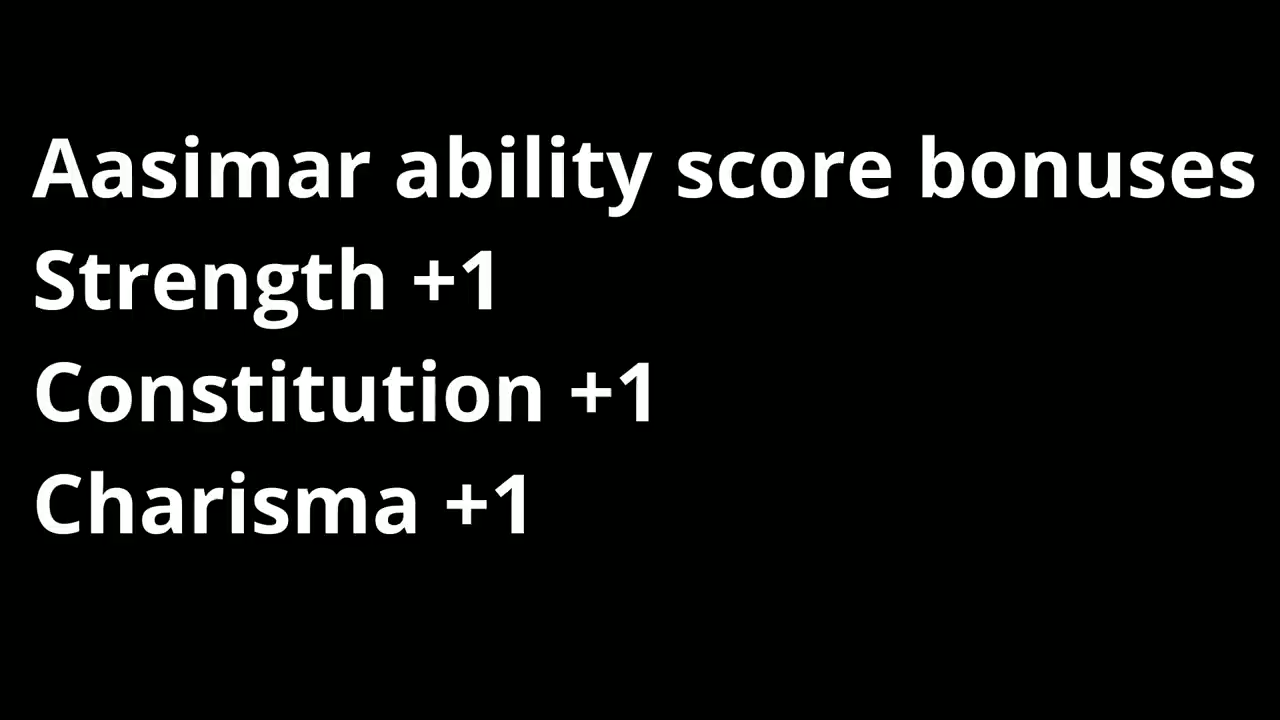 Aasimar ability score bonuses
Strength +1
Constitution +1
Charisma +1